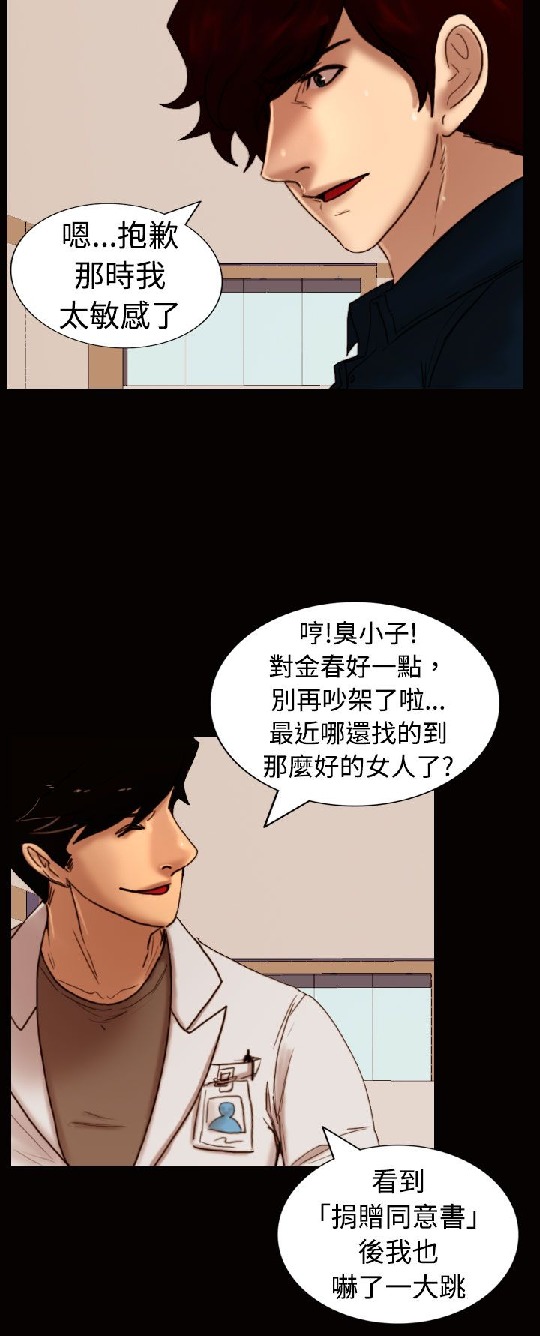 嗯...抱歉
那時我
太敏感了
哼!臭小子!
對金春好一點，
別再吵架了啦...
最近哪還找的到
那麼好的女人了?
看到
「捐贈同意書」
後我也
嚇了一大跳